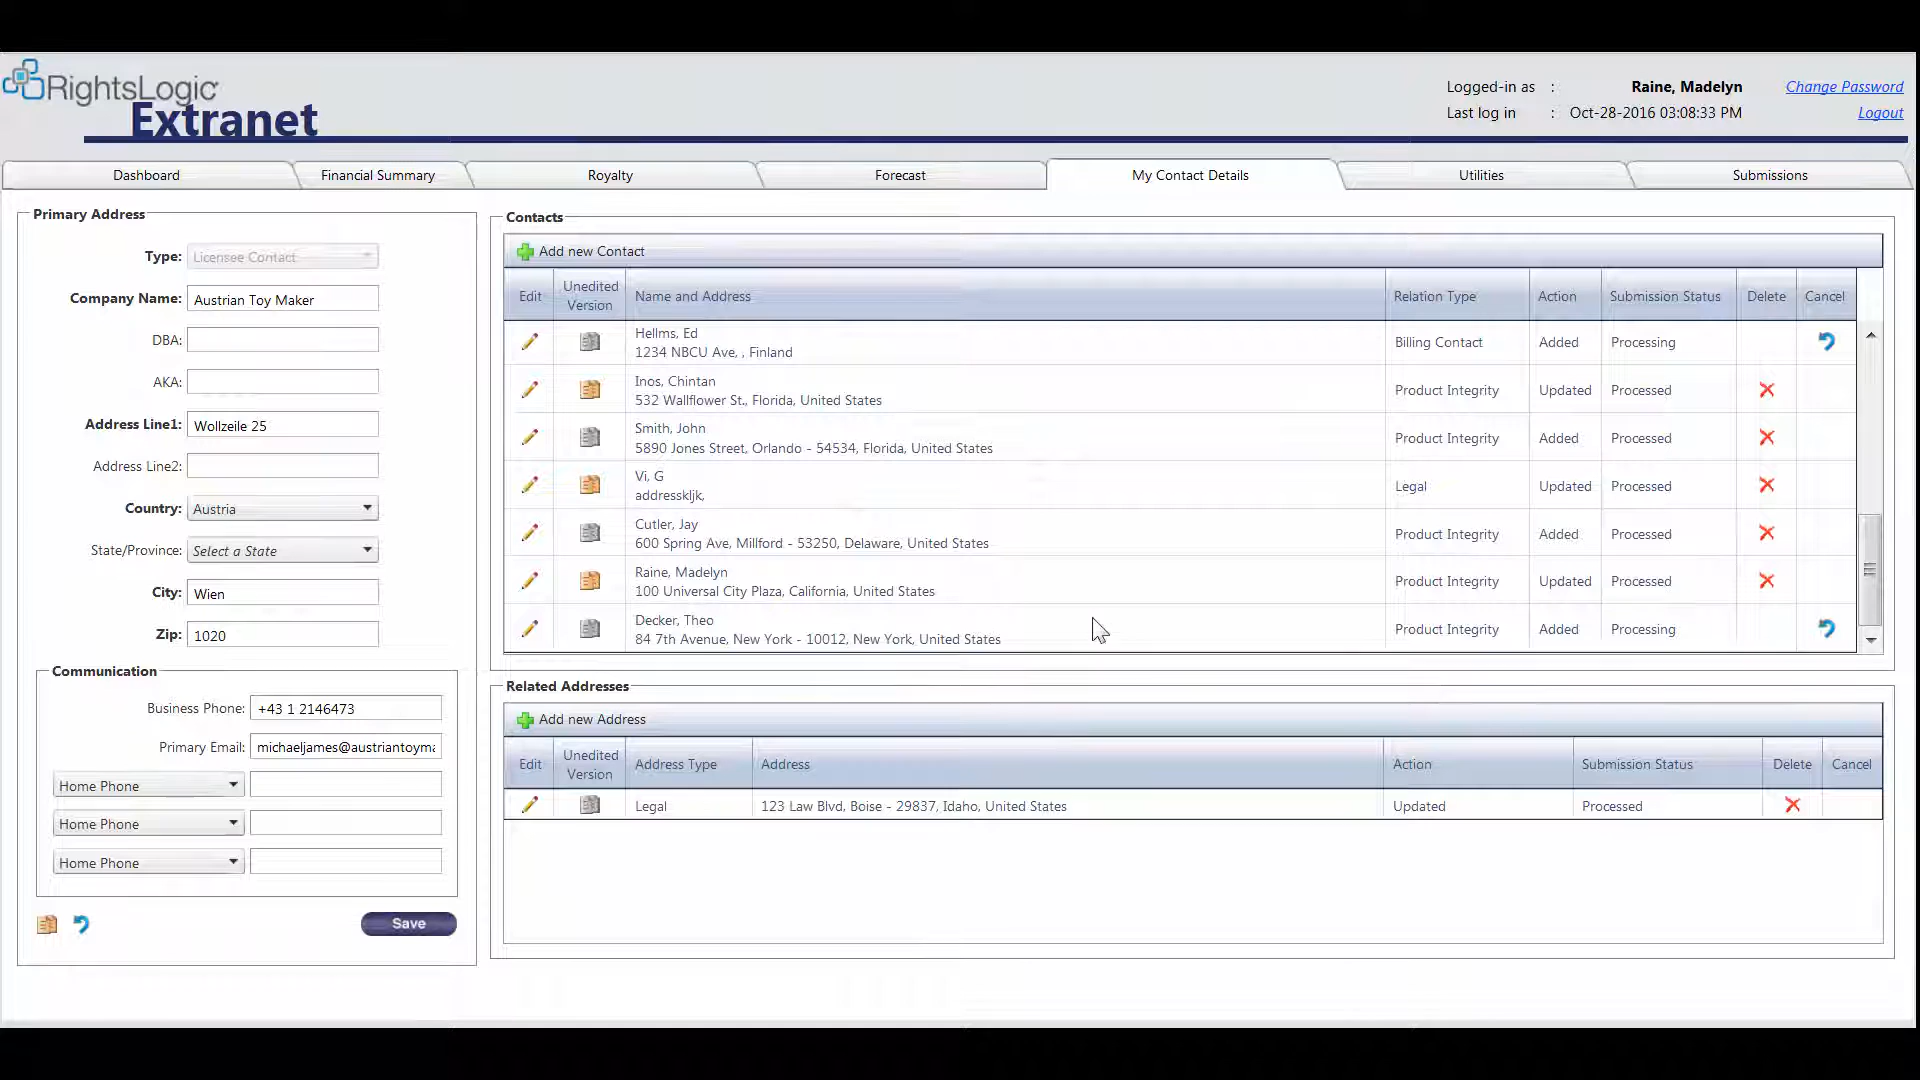 RightsLogic
Extranet
Logged-in as : Raine, Madelyn Change Password
Last log in : Oct-28-2016 03:08:33 PM Logout
Dashboard Financial Summary Royalty Forecast My Contact Details Utilities Submissions
Primary Address
Type: Licensee Contact
Company Name: Austrian Toy Maker
DBA:
AKA:
Address Line1: Wollzeile 25
Address Line2:
Country: Austria
State/Province: Select a State
City: Wien
Zip: 1020
Communication
Business Phone: +43 1 2146473
Primary Email: michaeljames@austriantoyma
Home Phone
Home Phone
Home Phone
Save
Contacts
Add new Contact
Edit Unedited Version Name and Address Relation Type Action Submission Status Delete Cancel
Hellms, Ed
1234 NBCU Ave, , Finland Billing Contact Added Processing
Inos, Chintan
532 Wallflower St., Florida, United States Product Integrity Updated Processed
Smith, John
5890 Jones Street, Orlando - 54534, Florida, United States Product Integrity Added Processed
Vi, G
addresskljk, Legal Updated Processed
Cutler, Jay
600 Spring Ave, Millford - 53250, Delaware, United States Product Integrity Added Processed
Raine, Madelyn
100 Universal City Plaza, California, United States Product Integrity Updated Processed
Decker, Theo
84 7th Avenue, New York - 10012, New York, United States Product Integrity Added Processing
Related Addresses
Add new Address
Edit Unedited Version Address Type Address Action Submission Status Delete Cancel
Legal 123 Law Blvd, Boise - 29837, Idaho, United States Updated Processed